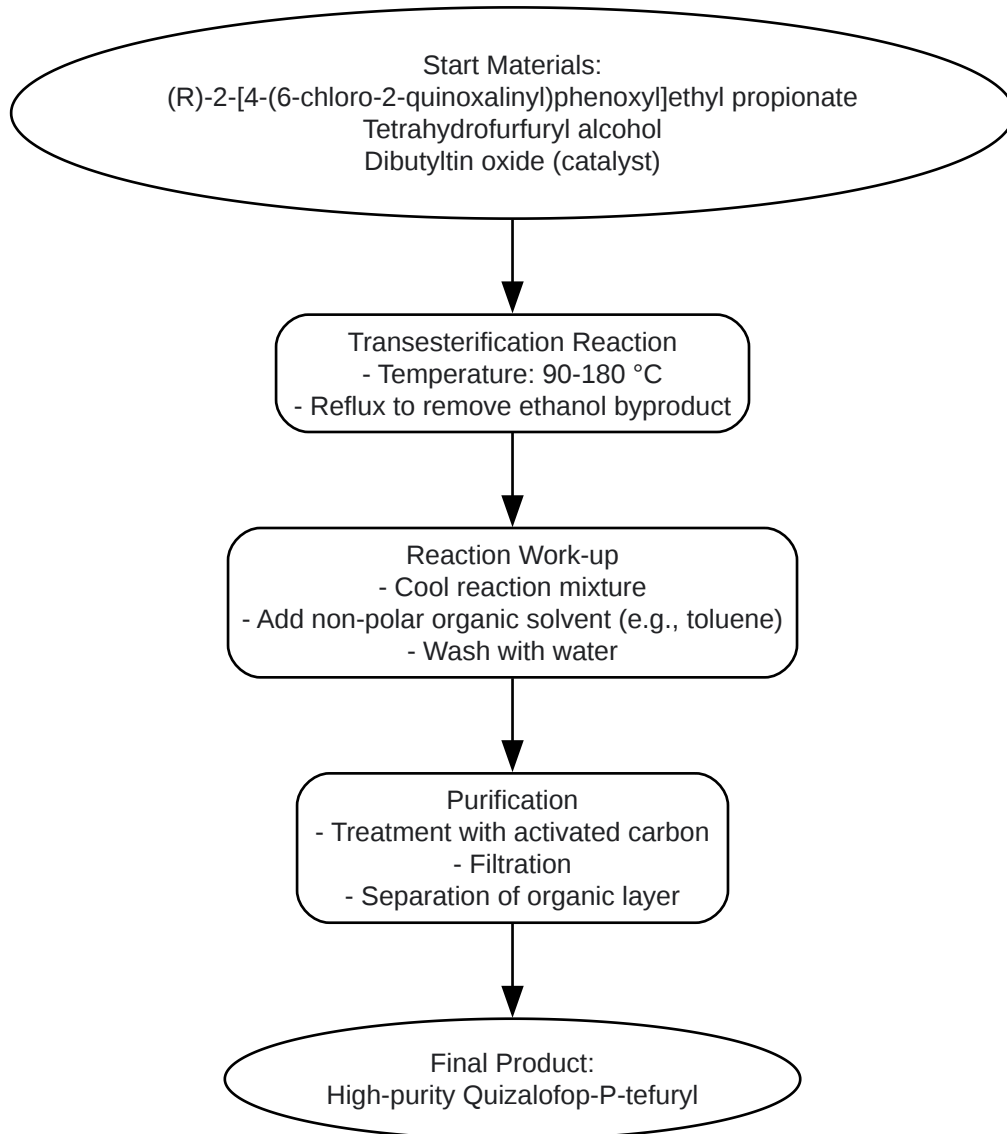 Start Materials:
(R)-2-[4-(6-chloro-2-quinoxalinyl)phenoxyl]ethyl propionate
Tetrahydrofurfuryl alcohol
Dibutyltin oxide (catalyst)
Transesterification Reaction
- Temperature: 90-180 °C
- Reflux to remove ethanol byproduct
Reaction Work-up
- Cool reaction mixture
- Add non-polar organic solvent (e.g., toluene)
- Wash with water
Purification
- Treatment with activated carbon
- Filtration
- Separation of organic layer
Final Product:
High-purity Quizalofop-P-tefuryl